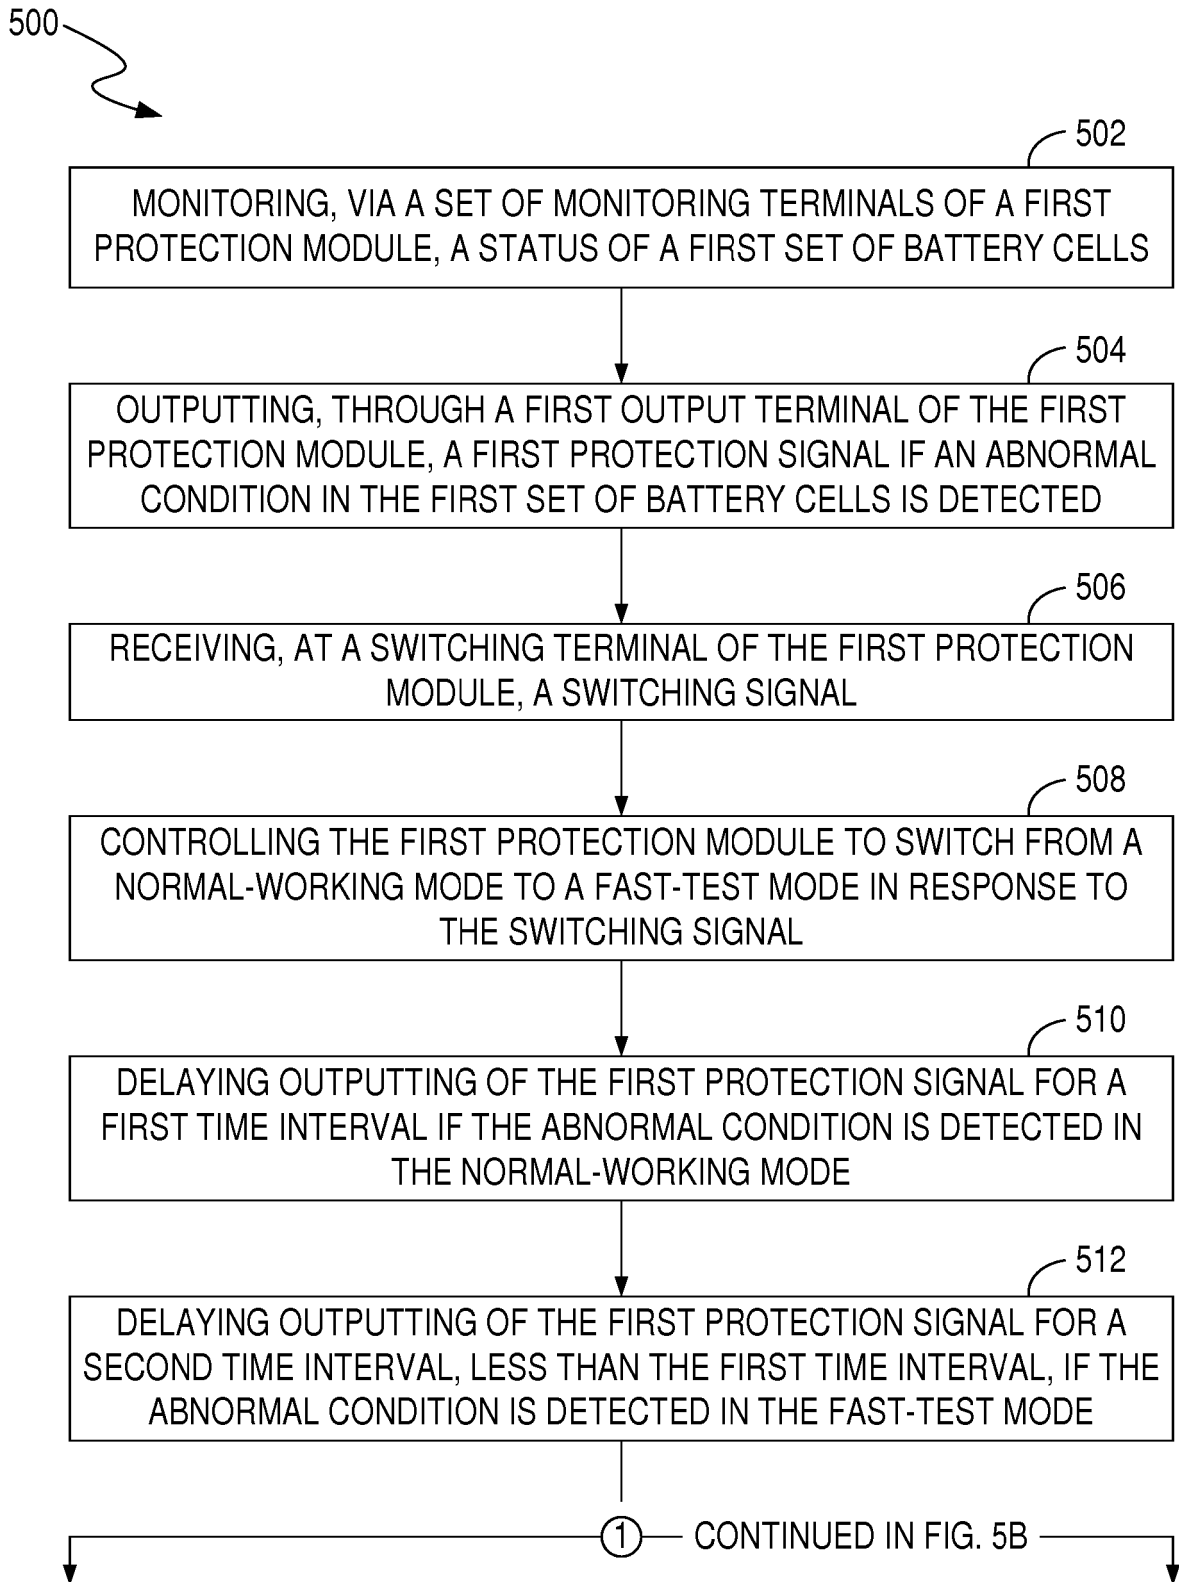 500
502
MONITORING, VIA A SET OF MONITORING TERMINALS OF A FIRST
PROTECTION MODULE, A STATUS OF A FIRST SET OF BATTERY CELLS
504
OUTPUTTING, THROUGH A FIRST OUTPUT TERMINAL OF THE FIRST
PROTECTION MODULE, A FIRST PROTECTION SIGNAL IF AN ABNORMAL
CONDITION IN THE FIRST SET OF BATTERY CELLS IS DETECTED
506
RECEIVING, AT A SWITCHING TERMINAL OF THE FIRST PROTECTION
MODULE, A SWITCHING SIGNAL
508
CONTROLLING THE FIRST PROTECTION MODULE TO SWITCH FROM A
NORMAL-WORKING MODE TO A FAST-TEST MODE IN RESPONSE TO
THE SWITCHING SIGNAL
510
DELAYING OUTPUTTING OF THE FIRST PROTECTION SIGNAL FOR A
FIRST TIME INTERVAL IF THE ABNORMAL CONDITION IS DETECTED IN
THE NORMAL-WORKING MODE
512
DELAYING OUTPUTTING OF THE FIRST PROTECTION SIGNAL FOR A
SECOND TIME INTERVAL, LESS THAN THE FIRST TIME INTERVAL, IF THE
ABNORMAL CONDITION IS DETECTED IN THE FAST-TEST MODE
1 CONTINUED IN FIG. 5B